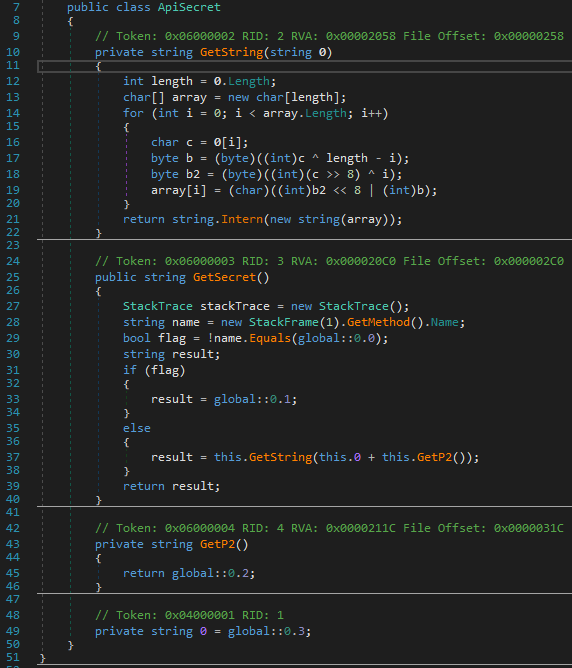 7 public class ApiSecret
8 {
9 // Token: 0x06000002 RID: 2 RVA: 0x00002058 File Offset: 0x00000258
10 private string GetString(string 0)
11 {
12 int length = 0.Length;
13 char[] array = new char[length];
14 for (int i = 0; i < array.Length; i++)
15 {
16 char c = 0[i];
17 byte b = (byte)((int)c ^ length - i);
18 byte b2 = (byte)((int)(c >> 8) ^ i);
19 array[i] = (char)((int)b2 << 8 | (int)b);
20 }
21 return string.Intern(new string(array));
22 }
23
24 // Token: 0x06000003 RID: 3 RVA: 0x000020C0 File Offset: 0x000002C0
25 public string GetSecret()
26 {
27 StackTrace stackTrace = new StackTrace();
28 string name = new StackFrame(1).GetMethod().Name;
29 bool flag = !name.Equals(global::0.0);
30 string result;
31 if (flag)
32 {
33 result = global::0.1;
34 }
35 else
36 {
37 result = this.GetString(this.0 + this.GetP2());
38 }
39 return result;
40 }
41
42 // Token: 0x06000004 RID: 4 RVA: 0x0000211C File Offset: 0x0000031C
43 private string GetP2()
44 {
45 return global::0.2;
46 }
47
48 // Token: 0x04000001 RID: 1
49 private string 0 = global::0.3;
50 }
51 }